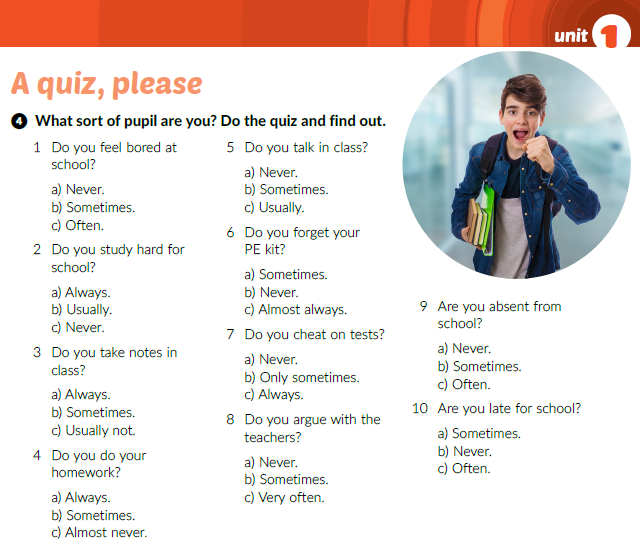 unit 1
A quiz, please
4 What sort of pupil are you? Do the quiz and find out.
1 Do you feel bored at
school?
a) Never.
b) Sometimes.
c) Often.
2 Do you study hard for
school?
a) Always.
b) Usually.
c) Never.
3 Do you take notes in
class?
a) Always.
b) Sometimes.
c) Usually not.
4 Do you do your
homework?
a) Always.
b) Sometimes.
c) Almost never.
5 Do you talk in class?
a) Never.
b) Sometimes.
c) Usually.
6 Do you forget your
PE kit?
a) Sometimes.
b) Never.
c) Almost always.
7 Do you cheat on tests?
a) Never.
b) Only sometimes.
c) Always.
8 Do you argue with the
teachers?
a) Never.
b) Sometimes.
c) Very often.
9 Are you absent from
school?
a) Never.
b) Sometimes.
c) Often.
10 Are you late for school?
a) Sometimes.
b) Never.
c) Often.